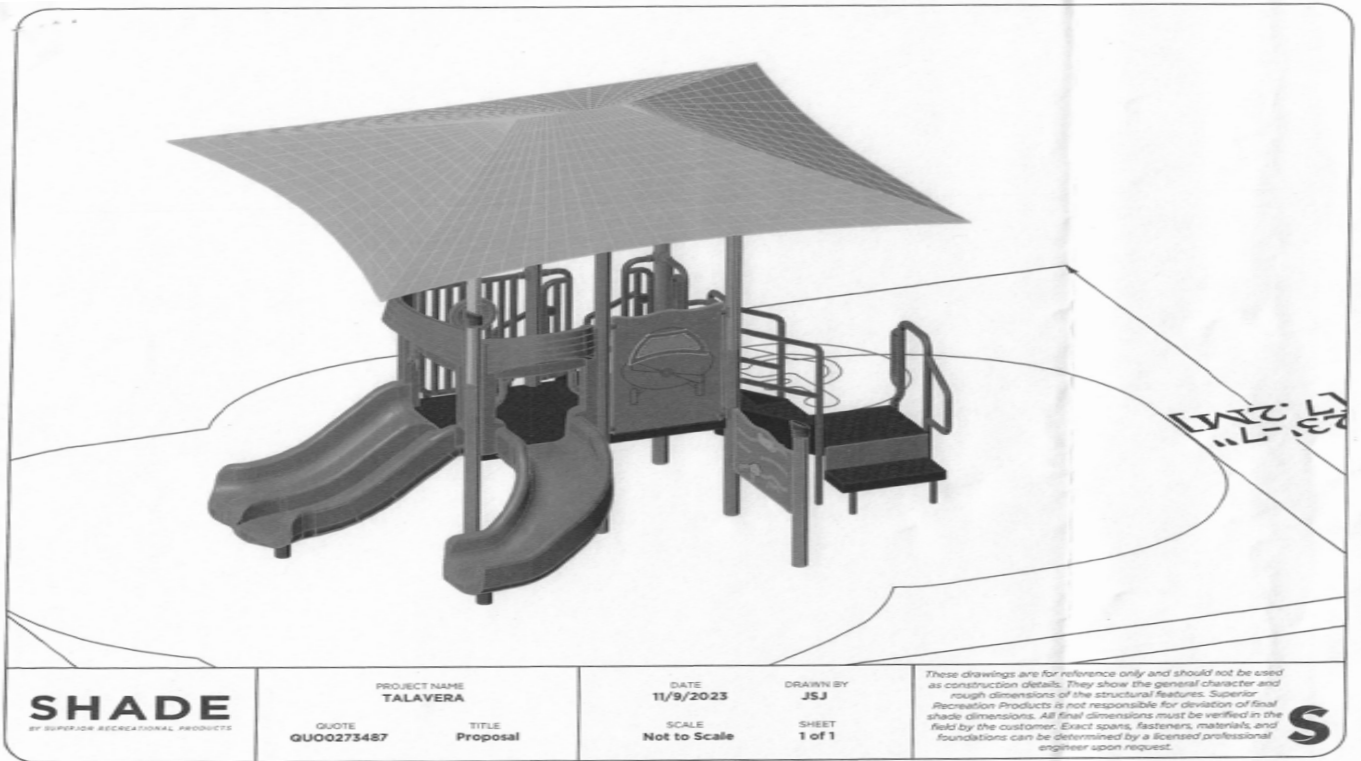 23'-7"
[7.2M]
SHADE
BY SUPERIOR RECREATIONAL PRODUCTS
PROJECT NAME
TALAVERA
QUOTE
QUO0273487
TITLE
Proposal
DATE
11/9/2023
DRAWN BY
JSJ
SCALE
Not to Scale
SHEET
1 of 1
These drawings are for reference only and should not be used
as construction details. They show the general character and
rough dimensions of the structural features. Superior
Recreation Products is not responsible for deviation of final
shade dimensions. All final dimensions must be verified in the
field by the customer. Exact spans, fasteners, materials, and
foundations can be determined by a licensed professional
engineer upon request.
S